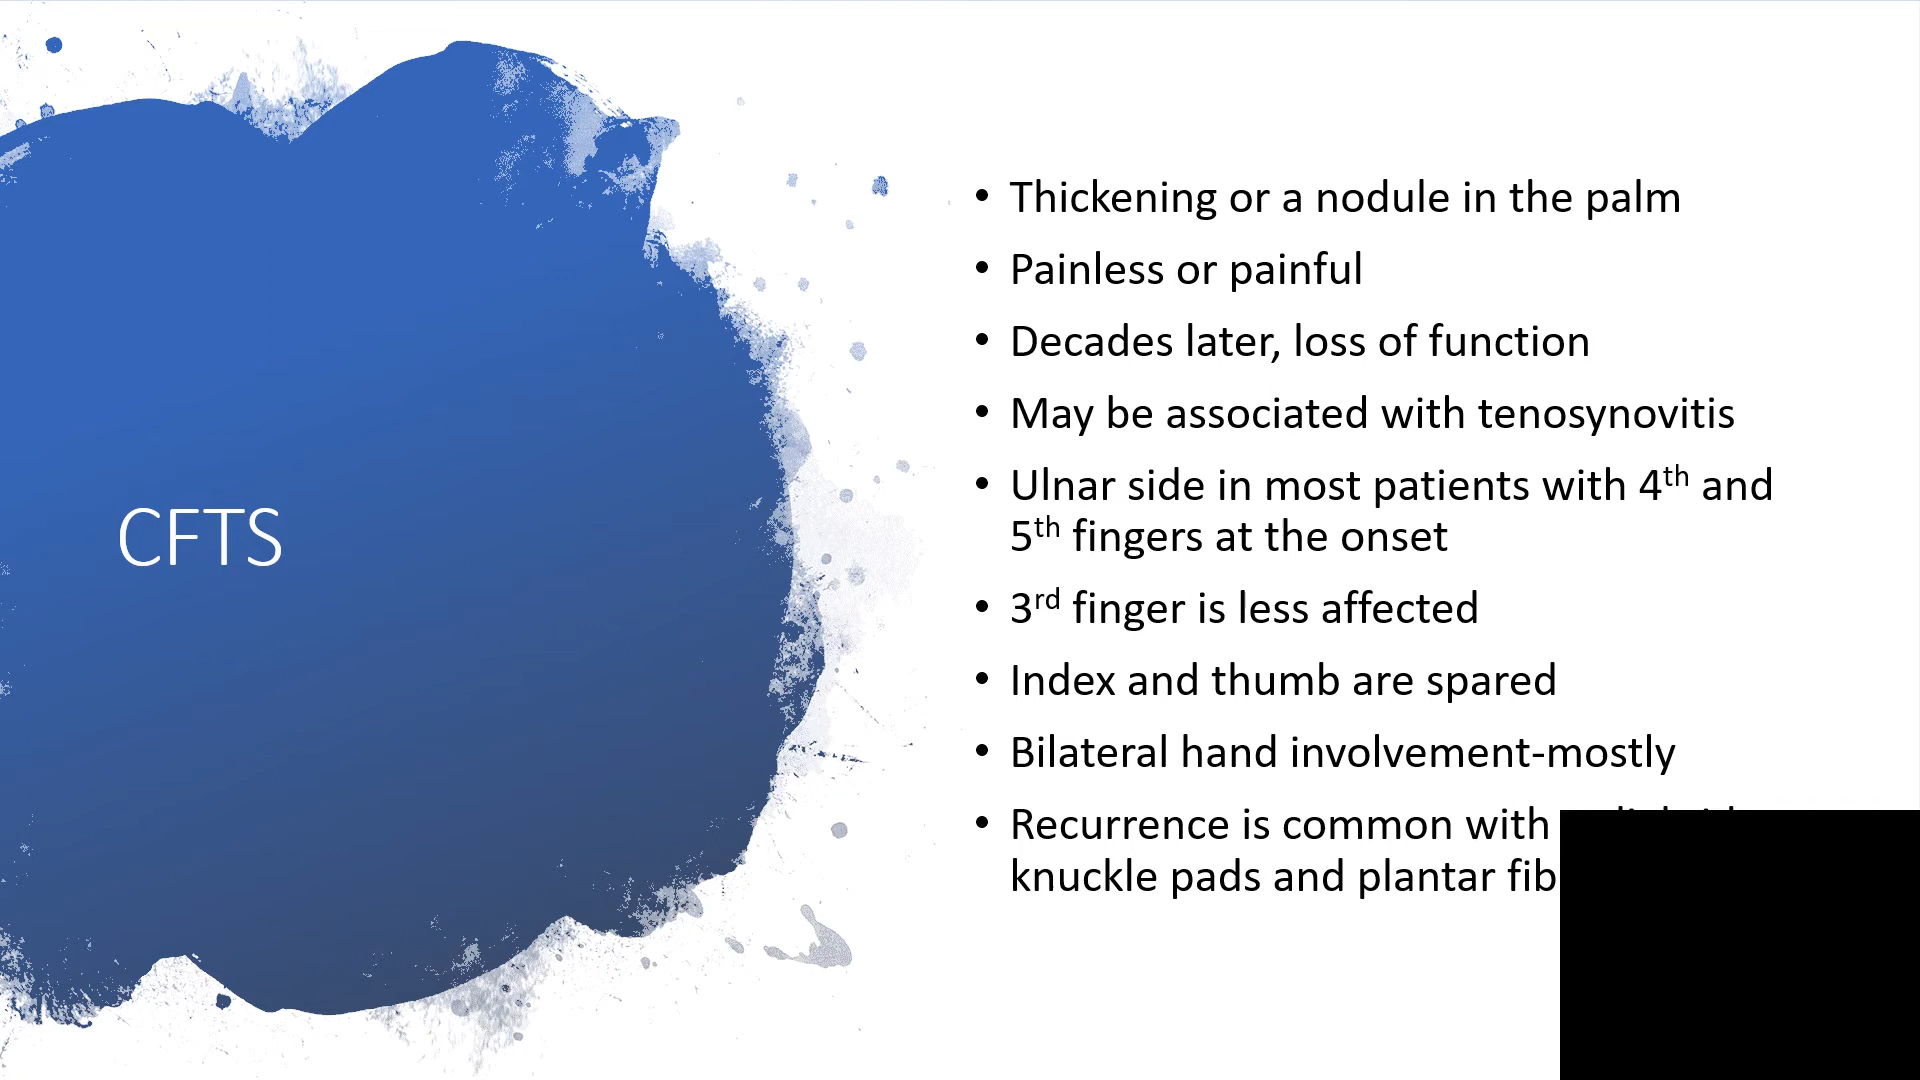 CFTS
• Thickening or a nodule in the palm
• Painless or painful
• Decades later, loss of function
• May be associated with tenosynovitis
• Ulnar side in most patients with 4th and
5th fingers at the onset
• 3rd finger is less affected
• Index and thumb are spared
• Bilateral hand involvement-mostly
• Recurrence is common with
knuckle pads and plantar